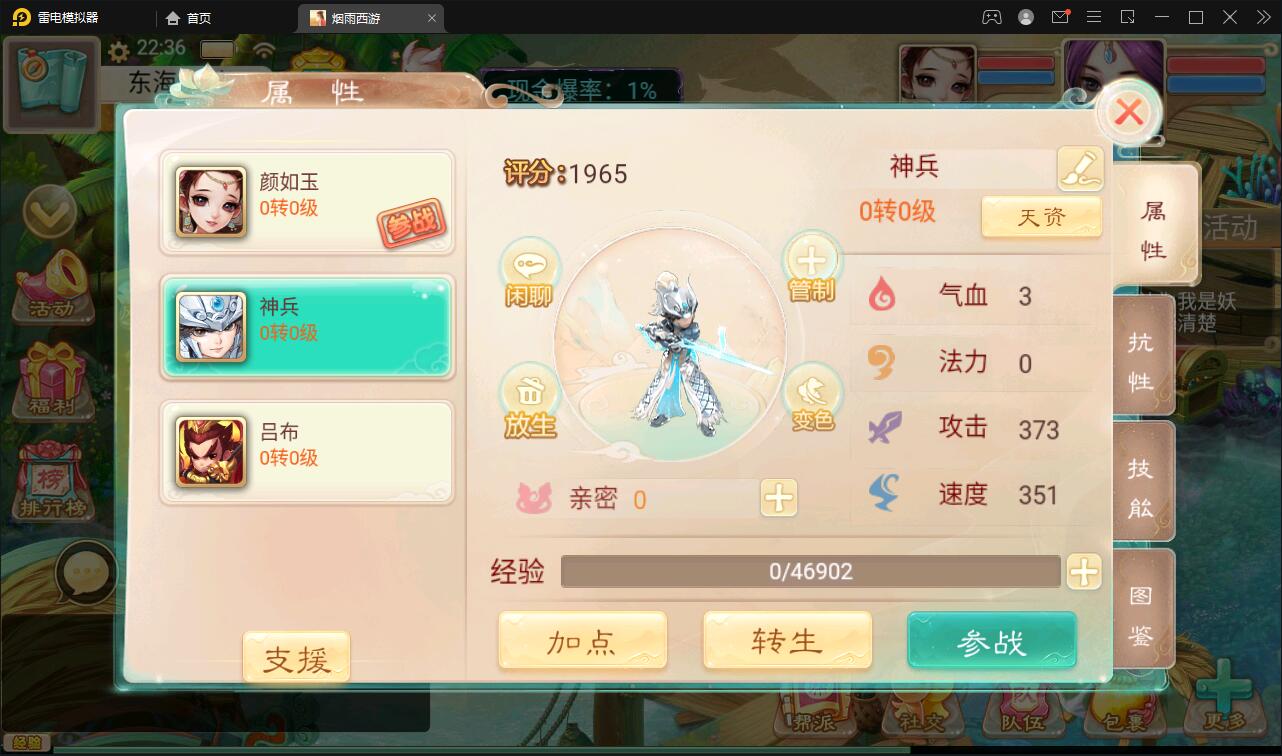 雷电模拟器
首页
烟雨西游
22:36
东海
属性
现金爆率：1%
颜如玉
0转0级
参战
神兵
0转0级
吕布
0转0级
支援
评分:1965
闲聊
管制
放生
变色
亲密 0
经验
0/46902
加点
转生
参战
神兵
0转0级
天资
气血 3
法力 0
攻击 373
速度 351
属性
抗性
技能
图鉴
活动
我是妖
清楚
活动
福利
榜
排行榜
帮派
社交
队伍
包裹
更多
经验